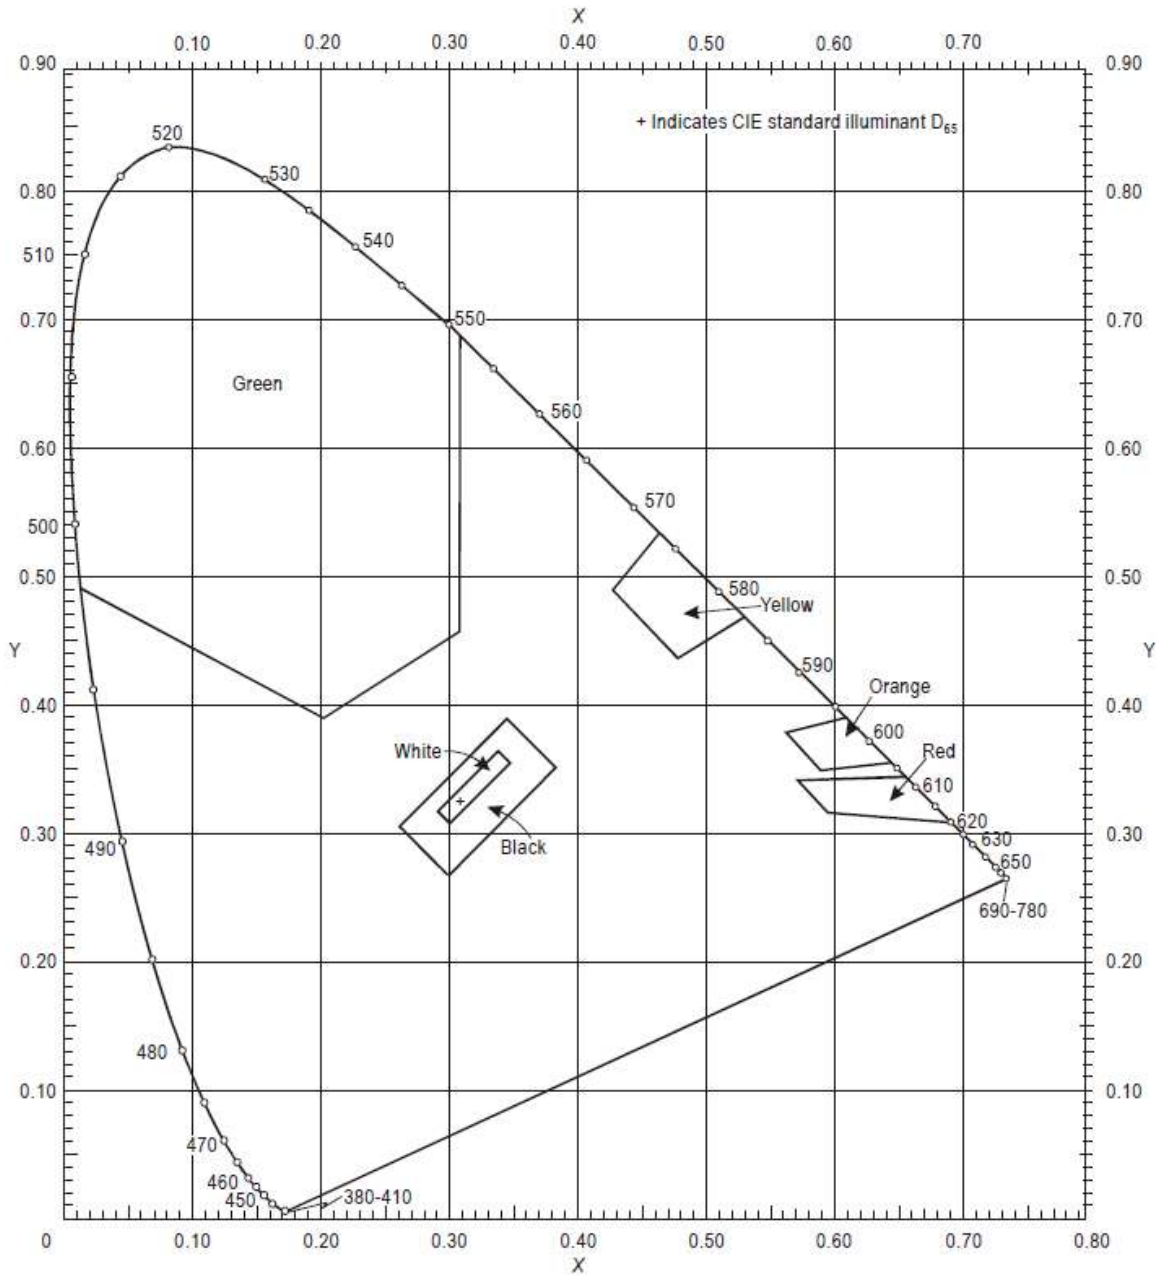 X
0.10 0.20 0.30 0.40 0.50 0.60 0.70
0.90 0.90
+ Indicates CIE standard illuminant D65
520
530
0.80 0.80
540
510
550
0.70 0.70
Green
560
0.60 0.60
570
500
0.50 0.50
580
Yellow
Y Y
590
Orange
0.40 0.40
600
White Red
610
620
0.30 0.30
630
490 Black
650
690-780
0.20 0.20
480
0.10 0.10
470
460
450 380-410
0 0.10 0.20 0.30 0.40 0.50 0.60 0.70 0.80
X